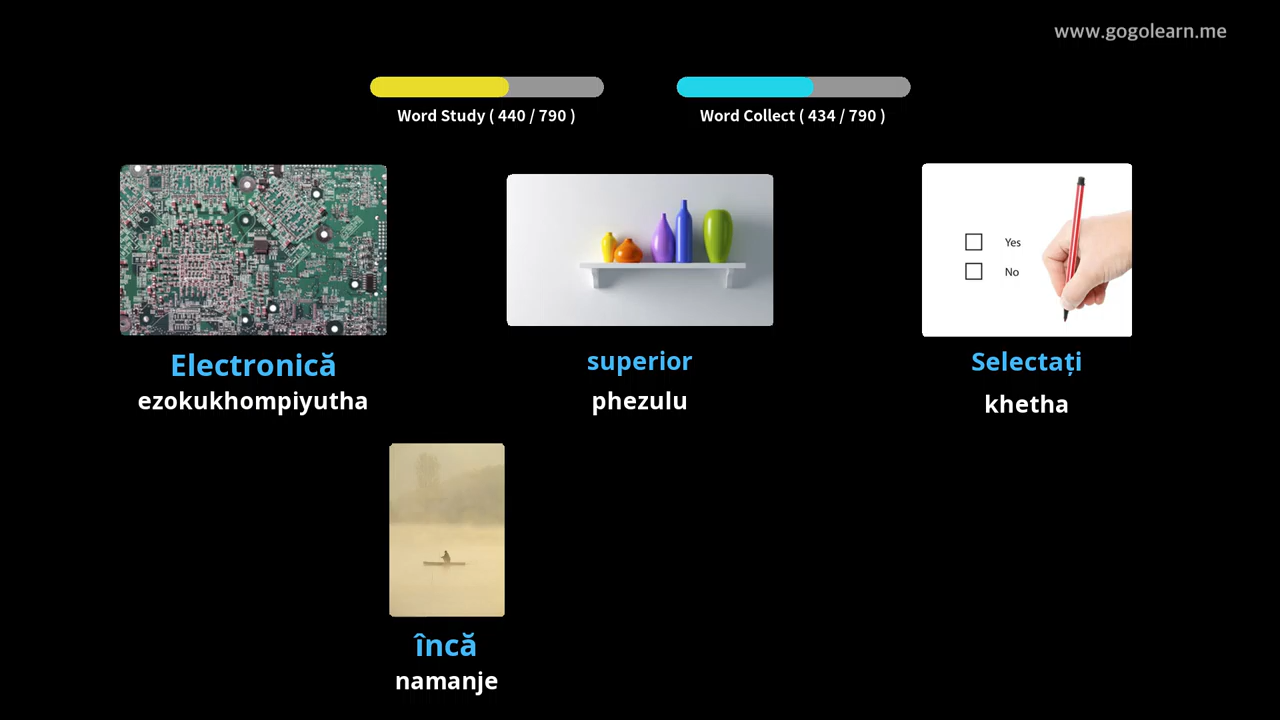 www.gogolearn.me
Word Study ( 440 / 790 )
Word Collect ( 434 / 790 )
Yes
No
Electronică
ezokukhompiyutha
superior
phezulu
Selectați
khetha
încă
namanje